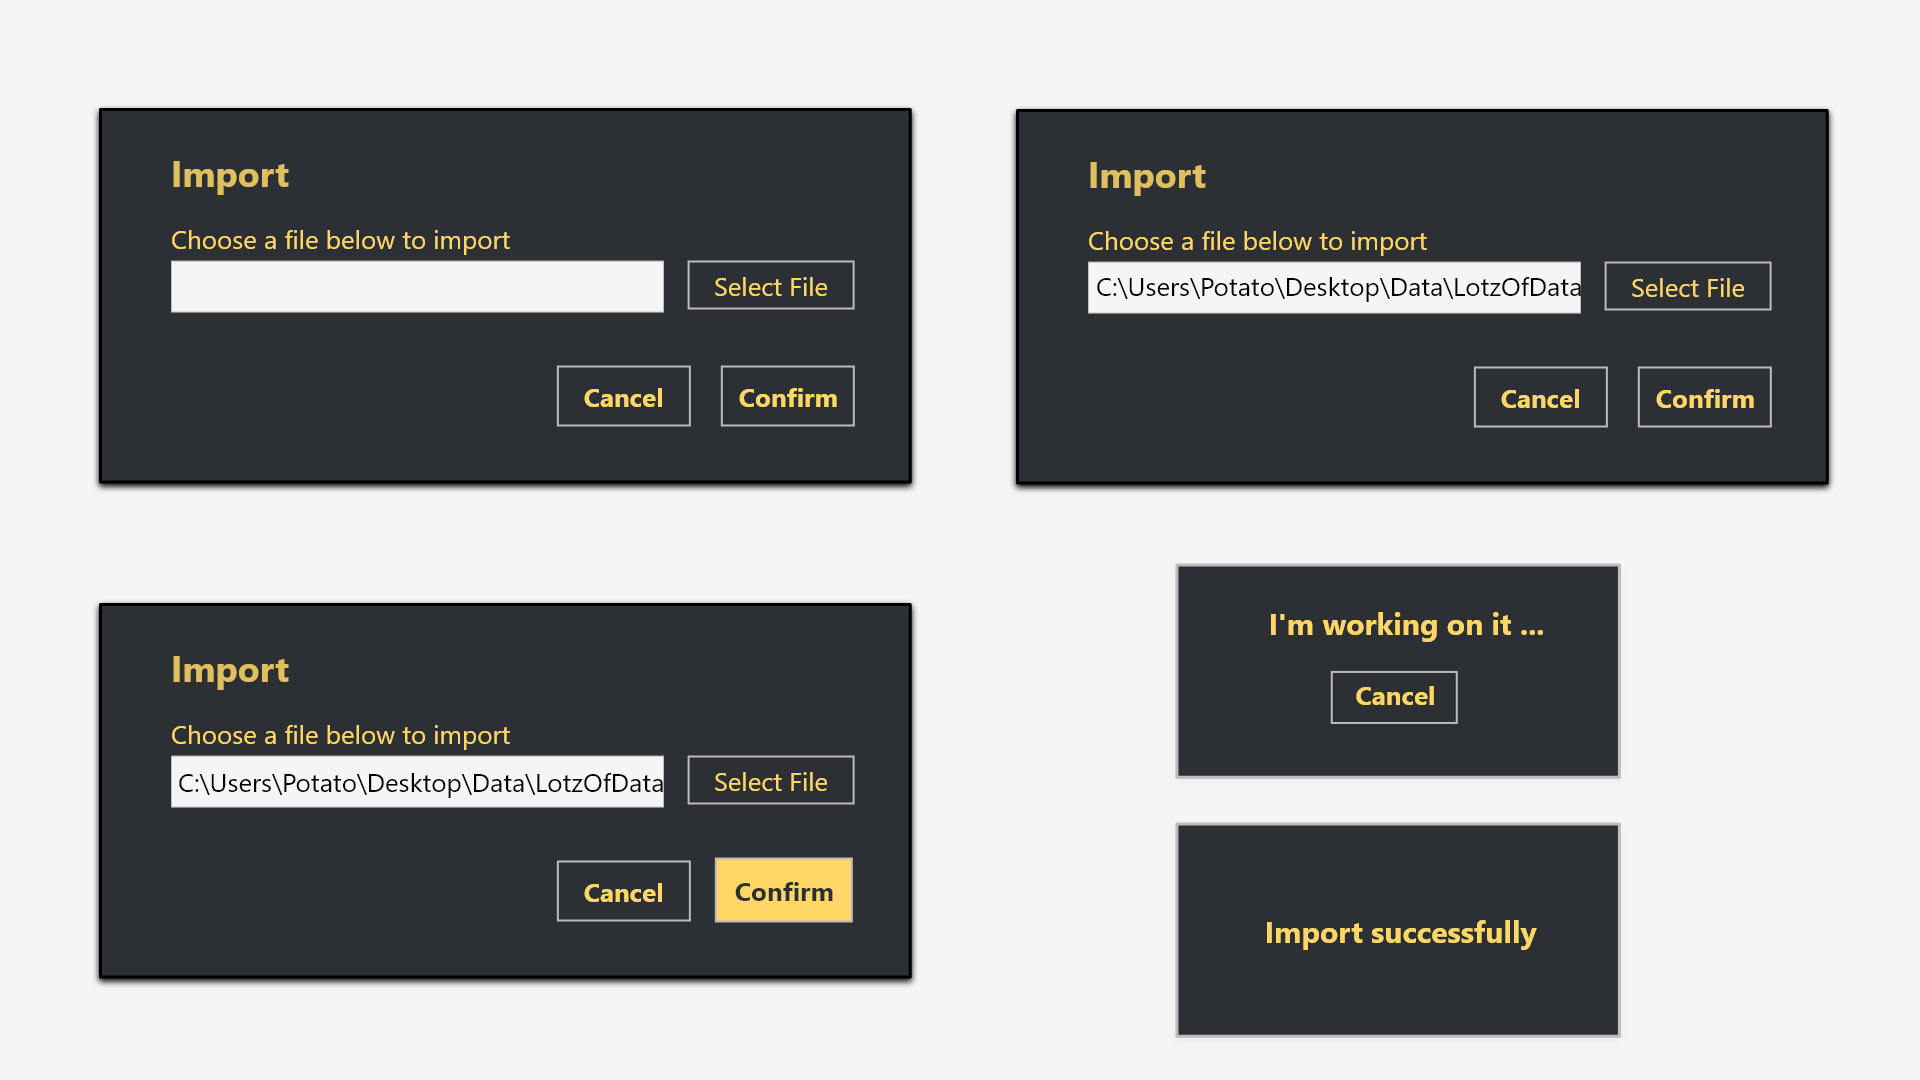 Import
Choose a file below to import
Select File
Cancel
Confirm
Import
Choose a file below to import
C:\Users\Potato\Desktop\Data\LotzOfData
Select File
Cancel
Confirm
Import
Choose a file below to import
C:\Users\Potato\Desktop\Data\LotzOfData
Select File
Cancel
Confirm
I'm working on it ...
Cancel
Import successfully